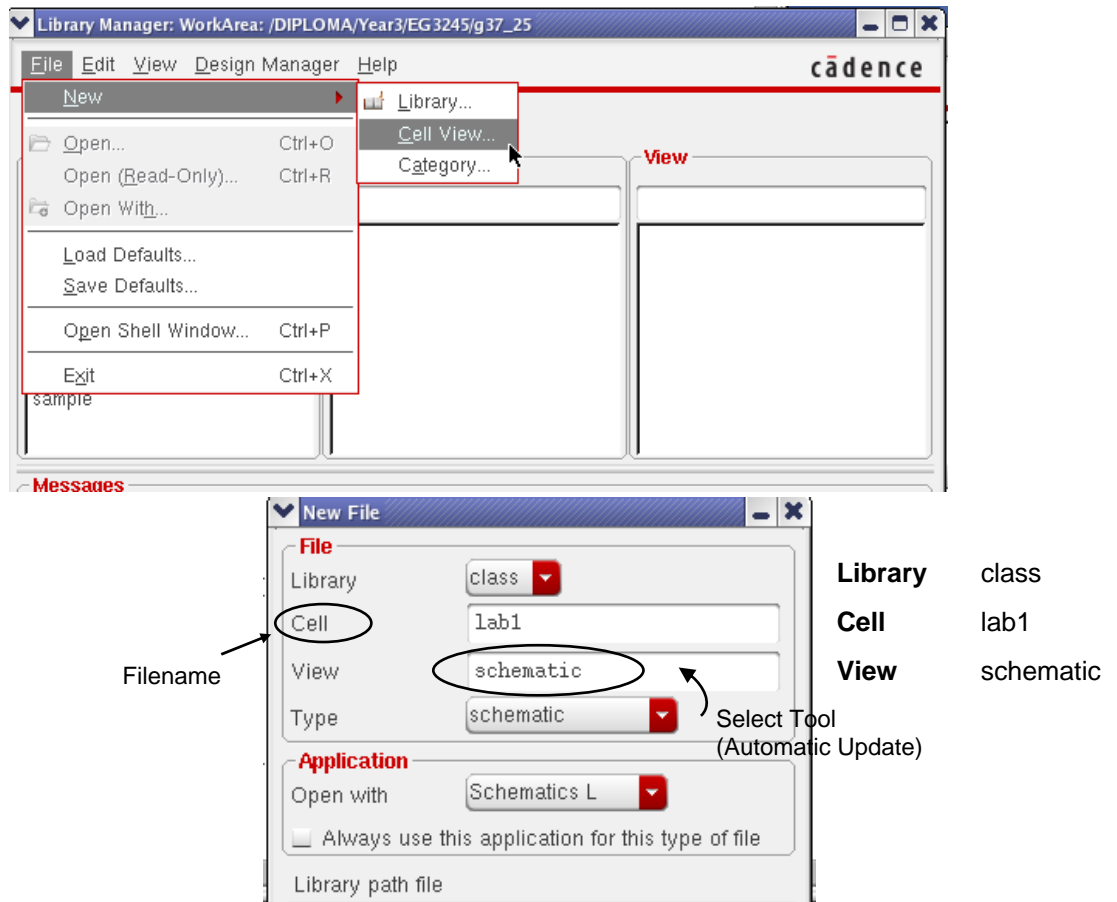 Library Manager: WorkArea: /DIPLOMA/Year3/EG3245/g37_25
File Edit View Design Manager Help
cādence
New
Library...
Cell View...
Category...
Open... Ctrl+O
Open (Read-Only)... Ctrl+R
Open With...
Load Defaults...
Save Defaults...
Open Shell Window... Ctrl+P
Exit Ctrl+X
sample
View
Messages
New File
File
Library class
Cell lab1
View schematic
Type schematic
Application
Open with Schematics L
Always use this application for this type of file
Library path file
Filename
Select Tool
(Automatic Update)
Library class
Cell lab1
View schematic